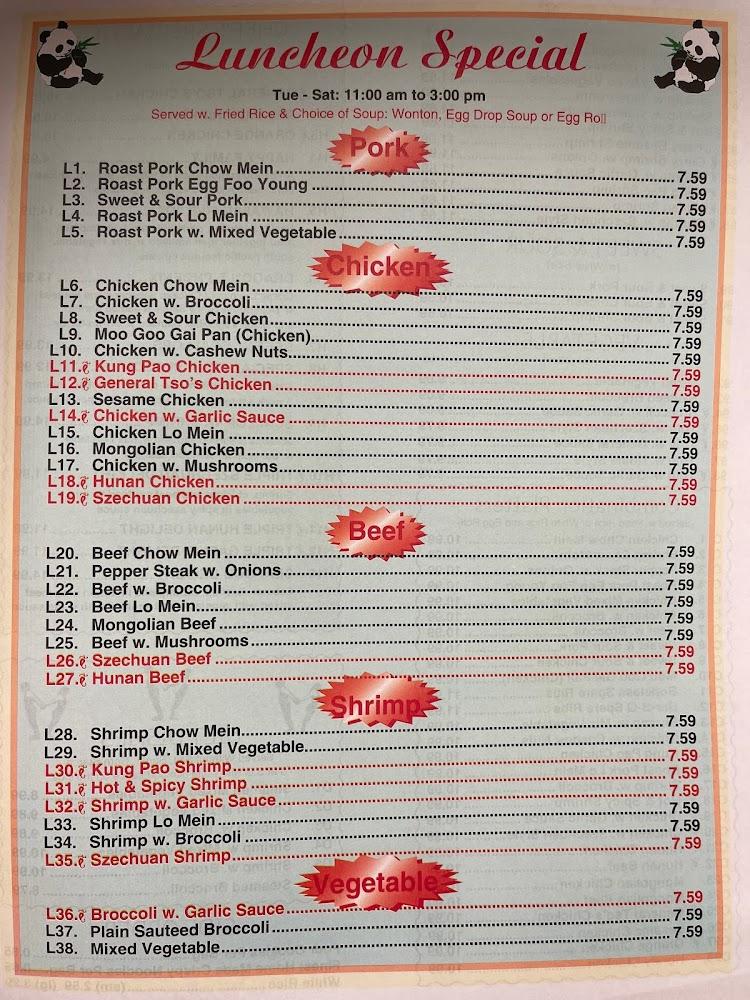 Luncheon Special
Tue - Sat: 11:00 am to 3:00 pm
Served w. Fried Rice & Choice of Soup: Wonton, Egg Drop Soup or Egg Roll
Pork
L1. Roast Pork Chow Mein 7.59
L2. Roast Pork Egg Foo Young 7.59
L3. Sweet & Sour Pork 7.59
L4. Roast Pork Lo Mein 7.59
L5. Roast Pork w. Mixed Vegetable 7.59
Chicken
L6. Chicken Chow Mein 7.59
L7. Chicken w. Broccoli 7.59
L8. Sweet & Sour Chicken 7.59
L9. Moo Goo Gai Pan (Chicken) 7.59
L10. Chicken w. Cashew Nuts 7.59
L11. Kung Pao Chicken 7.59
L12. General Tso's Chicken 7.59
L13. Sesame Chicken 7.59
L14. Chicken w. Garlic Sauce 7.59
L15. Chicken Lo Mein 7.59
L16. Mongolian Chicken 7.59
L17. Chicken w. Mushrooms 7.59
L18. Hunan Chicken 7.59
L19. Szechuan Chicken 7.59
Beef
L20. Beef Chow Mein 7.59
L21. Pepper Steak w. Onions 7.59
L22. Beef w. Broccoli 7.59
L23. Beef Lo Mein 7.59
L24. Mongolian Beef 7.59
L25. Beef w. Mushrooms 7.59
L26. Szechuan Beef 7.59
L27. Hunan Beef 7.59
Shrimp
L28. Shrimp Chow Mein 7.59
L29. Shrimp w. Mixed Vegetable 7.59
L30. Kung Pao Shrimp 7.59
L31. Hot & Spicy Shrimp 7.59
L32. Shrimp w. Garlic Sauce 7.59
L33. Shrimp Lo Mein 7.59
L34. Shrimp w. Broccoli 7.59
L35. Szechuan Shrimp 7.59
Vegetable
L36. Broccoli w. Garlic Sauce 7.59
L37. Plain Sauteed Broccoli 7.59
L38. Mixed Vegetable 7.59